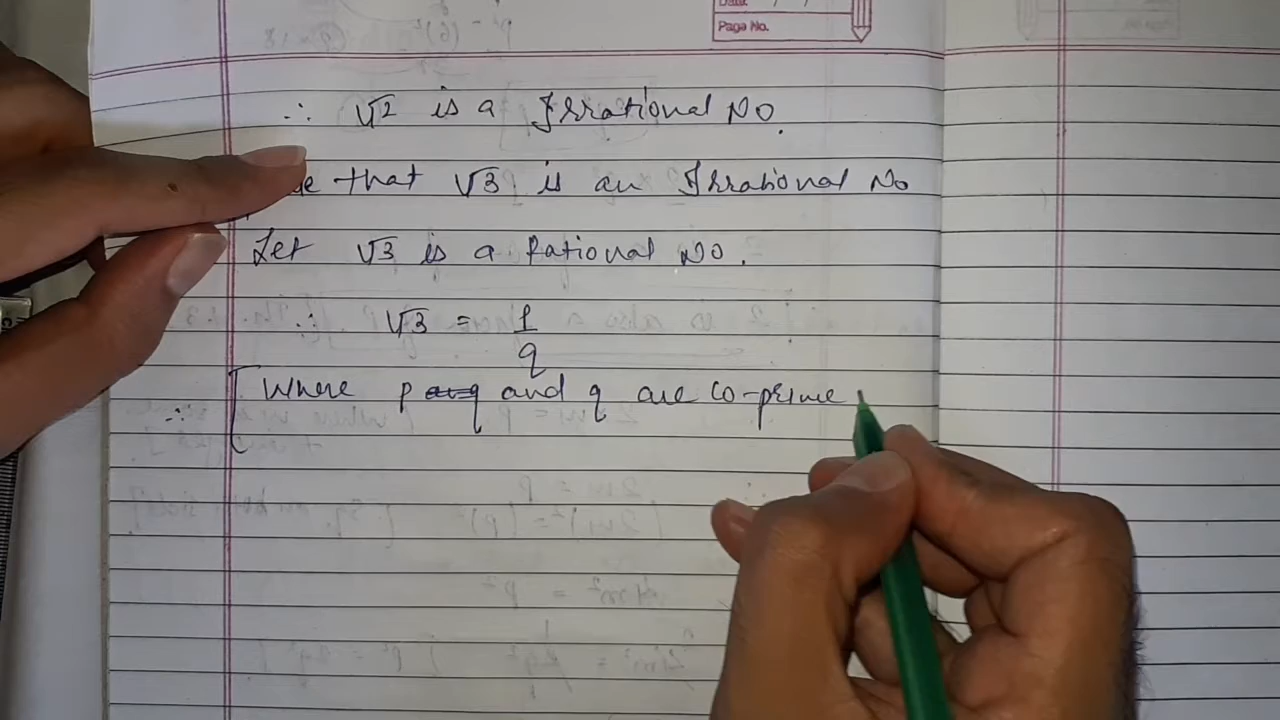 Page No.
∴ √2 is a Irrational No.
that √3 is an Irrational No
Let √3 is a Rational No.
∴ √3 = p
q
∴ [ Where p and q are co-prime